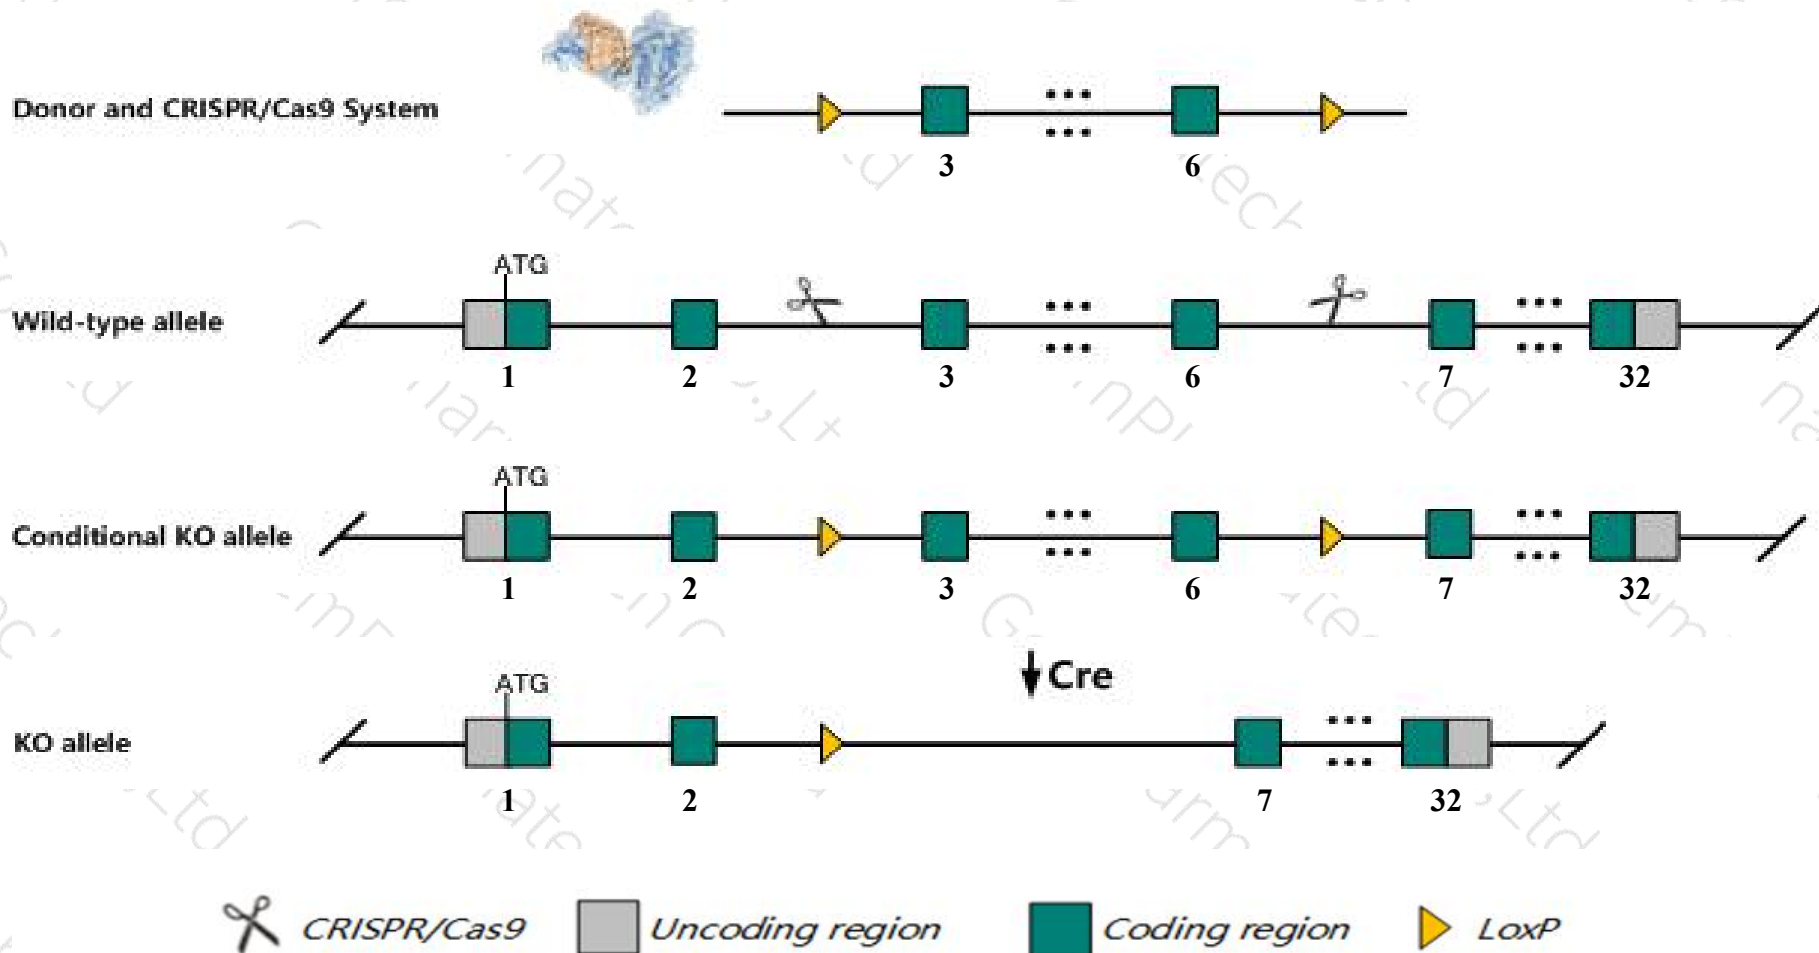 Donor and CRISPR/Cas9 System
3 6
ATG
Wild-type allele
1 2 3 6 7 32
ATG
Conditional KO allele
1 2 3 6 7 32
Cre
ATG
KO allele
1 2 7 32
CRISPR/Cas9 Uncoding region Coding region LoxP